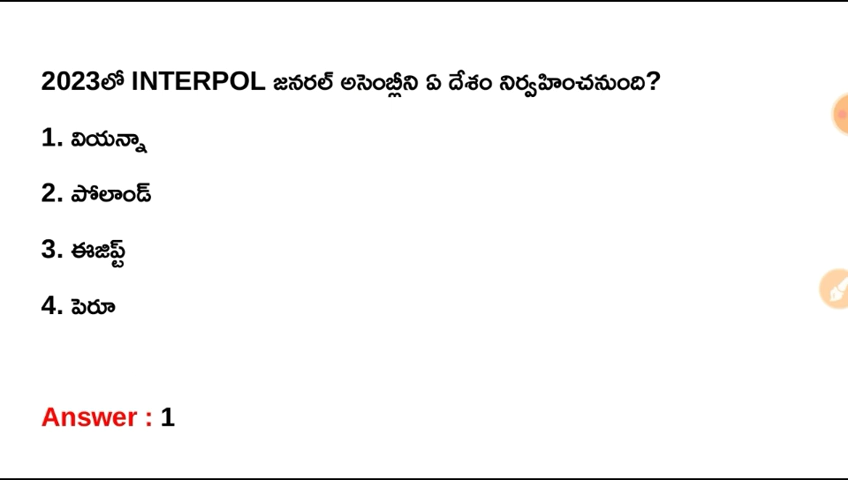 2023లో INTERPOL జనరల్ అసెంబ్లీని ఏ దేశం నిర్వహించనుంది?
1. వియన్నా
2. పోలాండ్
3. ఈజిప్ట్
4. పెరూ
Answer : 1